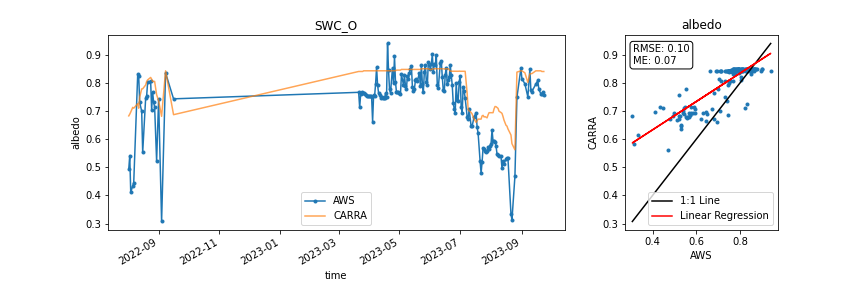 SWC_O
albedo
0.9
0.8
0.7
0.6
0.5
0.4
0.3
AWS
CARRA
2022-09
2022-11
2023-01
2023-03
2023-05
2023-07
2023-09
time
albedo
CARRA
0.9
0.8
0.7
0.6
0.5
0.4
0.3
RMSE: 0.10
ME: 0.07
1:1 Line
Linear Regression
0.4 0.6 0.8
AWS